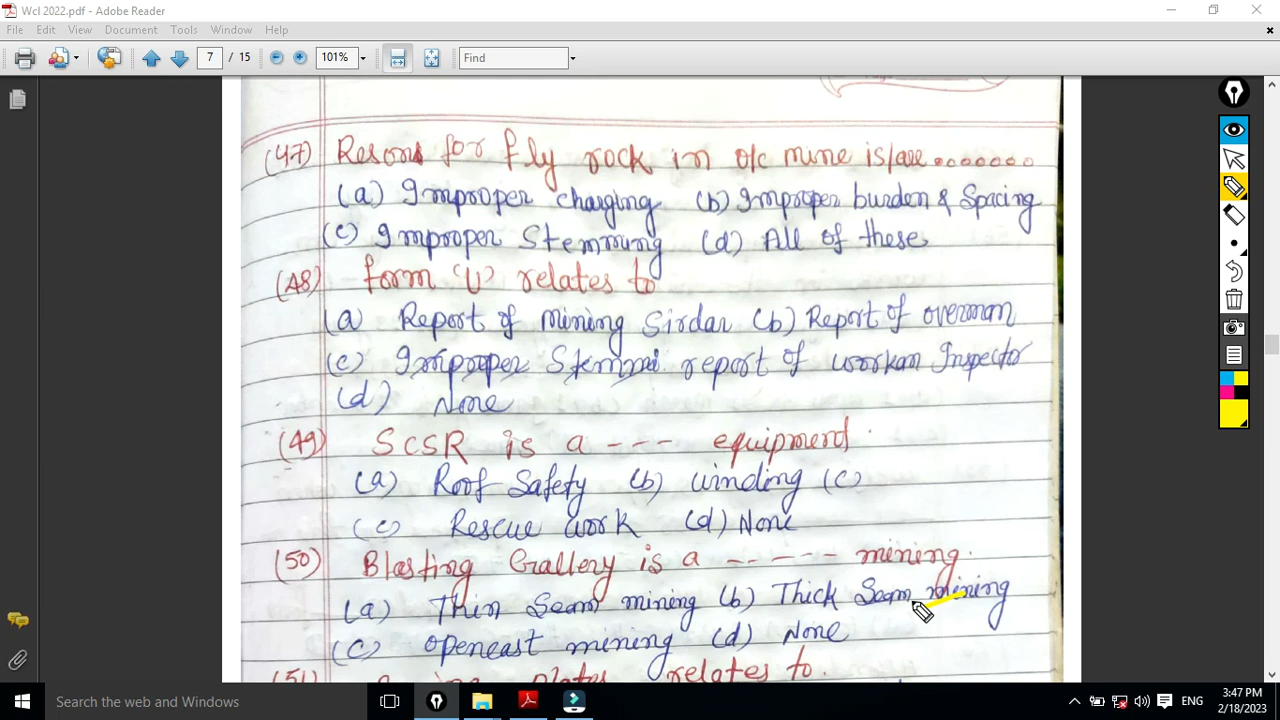 Wcl 2022.pdf - Adobe Reader
File Edit View Document Tools Window Help
7 / 15 101% Find
(47) Resons for fly rock in o/c mine is/are.......
(a) Improper charging (b) Improper burden & Spacing
(c) Improper Stemming (d) All of these
(48) form 'U' relates to
(a) Report of mining Sirdar (b) Report of overman
(c) Improper Stemmi. report of workan Inspector
(d) None
(49) SCSR is a --- equipment.
(a) Roof Safety (b) winding (c)
(c) Rescue work (d) None
(50) Blasting Gallery is a ------ mining.
(a) Thin Seam mining (b) Thick Seam mining
(c) opencast mining (d) None
(51) relates to.
Search the web and Windows
ENG
3:47 PM
2/18/2023